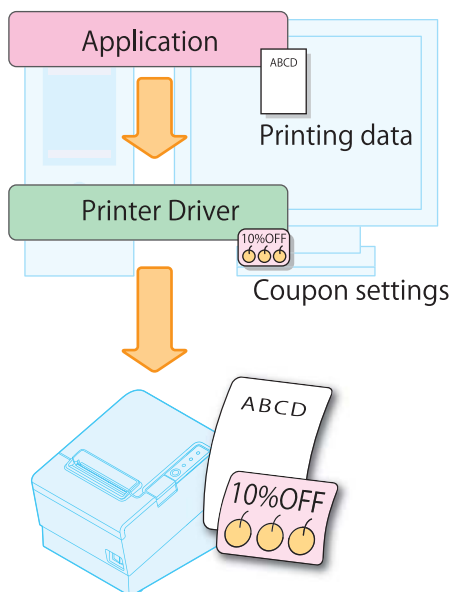 Application
ABCD
Printing data
Printer Driver
10%OFF
Coupon settings
ABCD
10%OFF